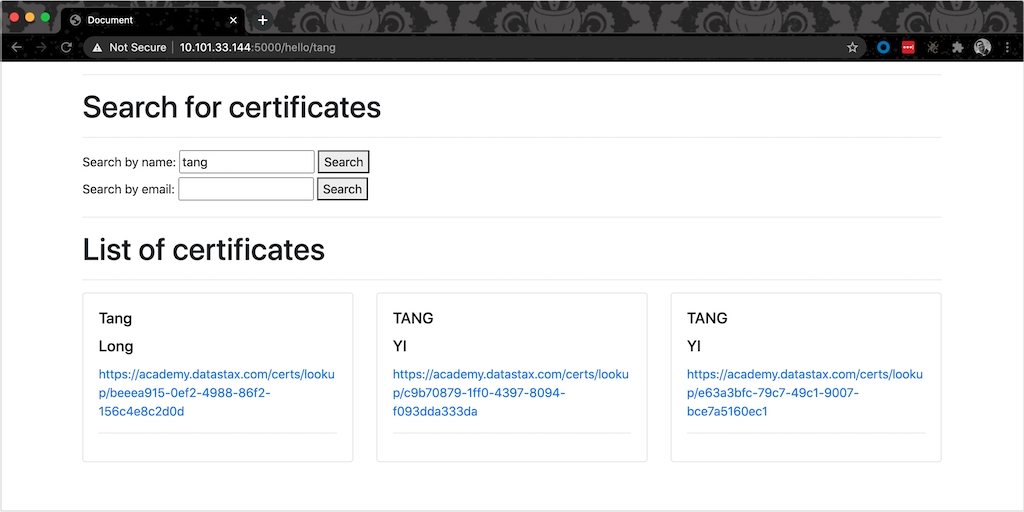 Document
Not Secure
10.101.33.144:5000/hello/tang
Search for certificates
Search by name: tang Search
Search by email: Search
List of certificates
Tang
Long
https://academy.datastax.com/certs/looku
p/beeea915-0ef2-4988-86f2-
156c4e8c2d0d
TANG
YI
https://academy.datastax.com/certs/looku
p/c9b70879-1ff0-4397-8094-
f093dda333da
TANG
YI
https://academy.datastax.com/certs/looku
p/e63a3bfc-79c7-49c1-9007-
bce7a5160ec1